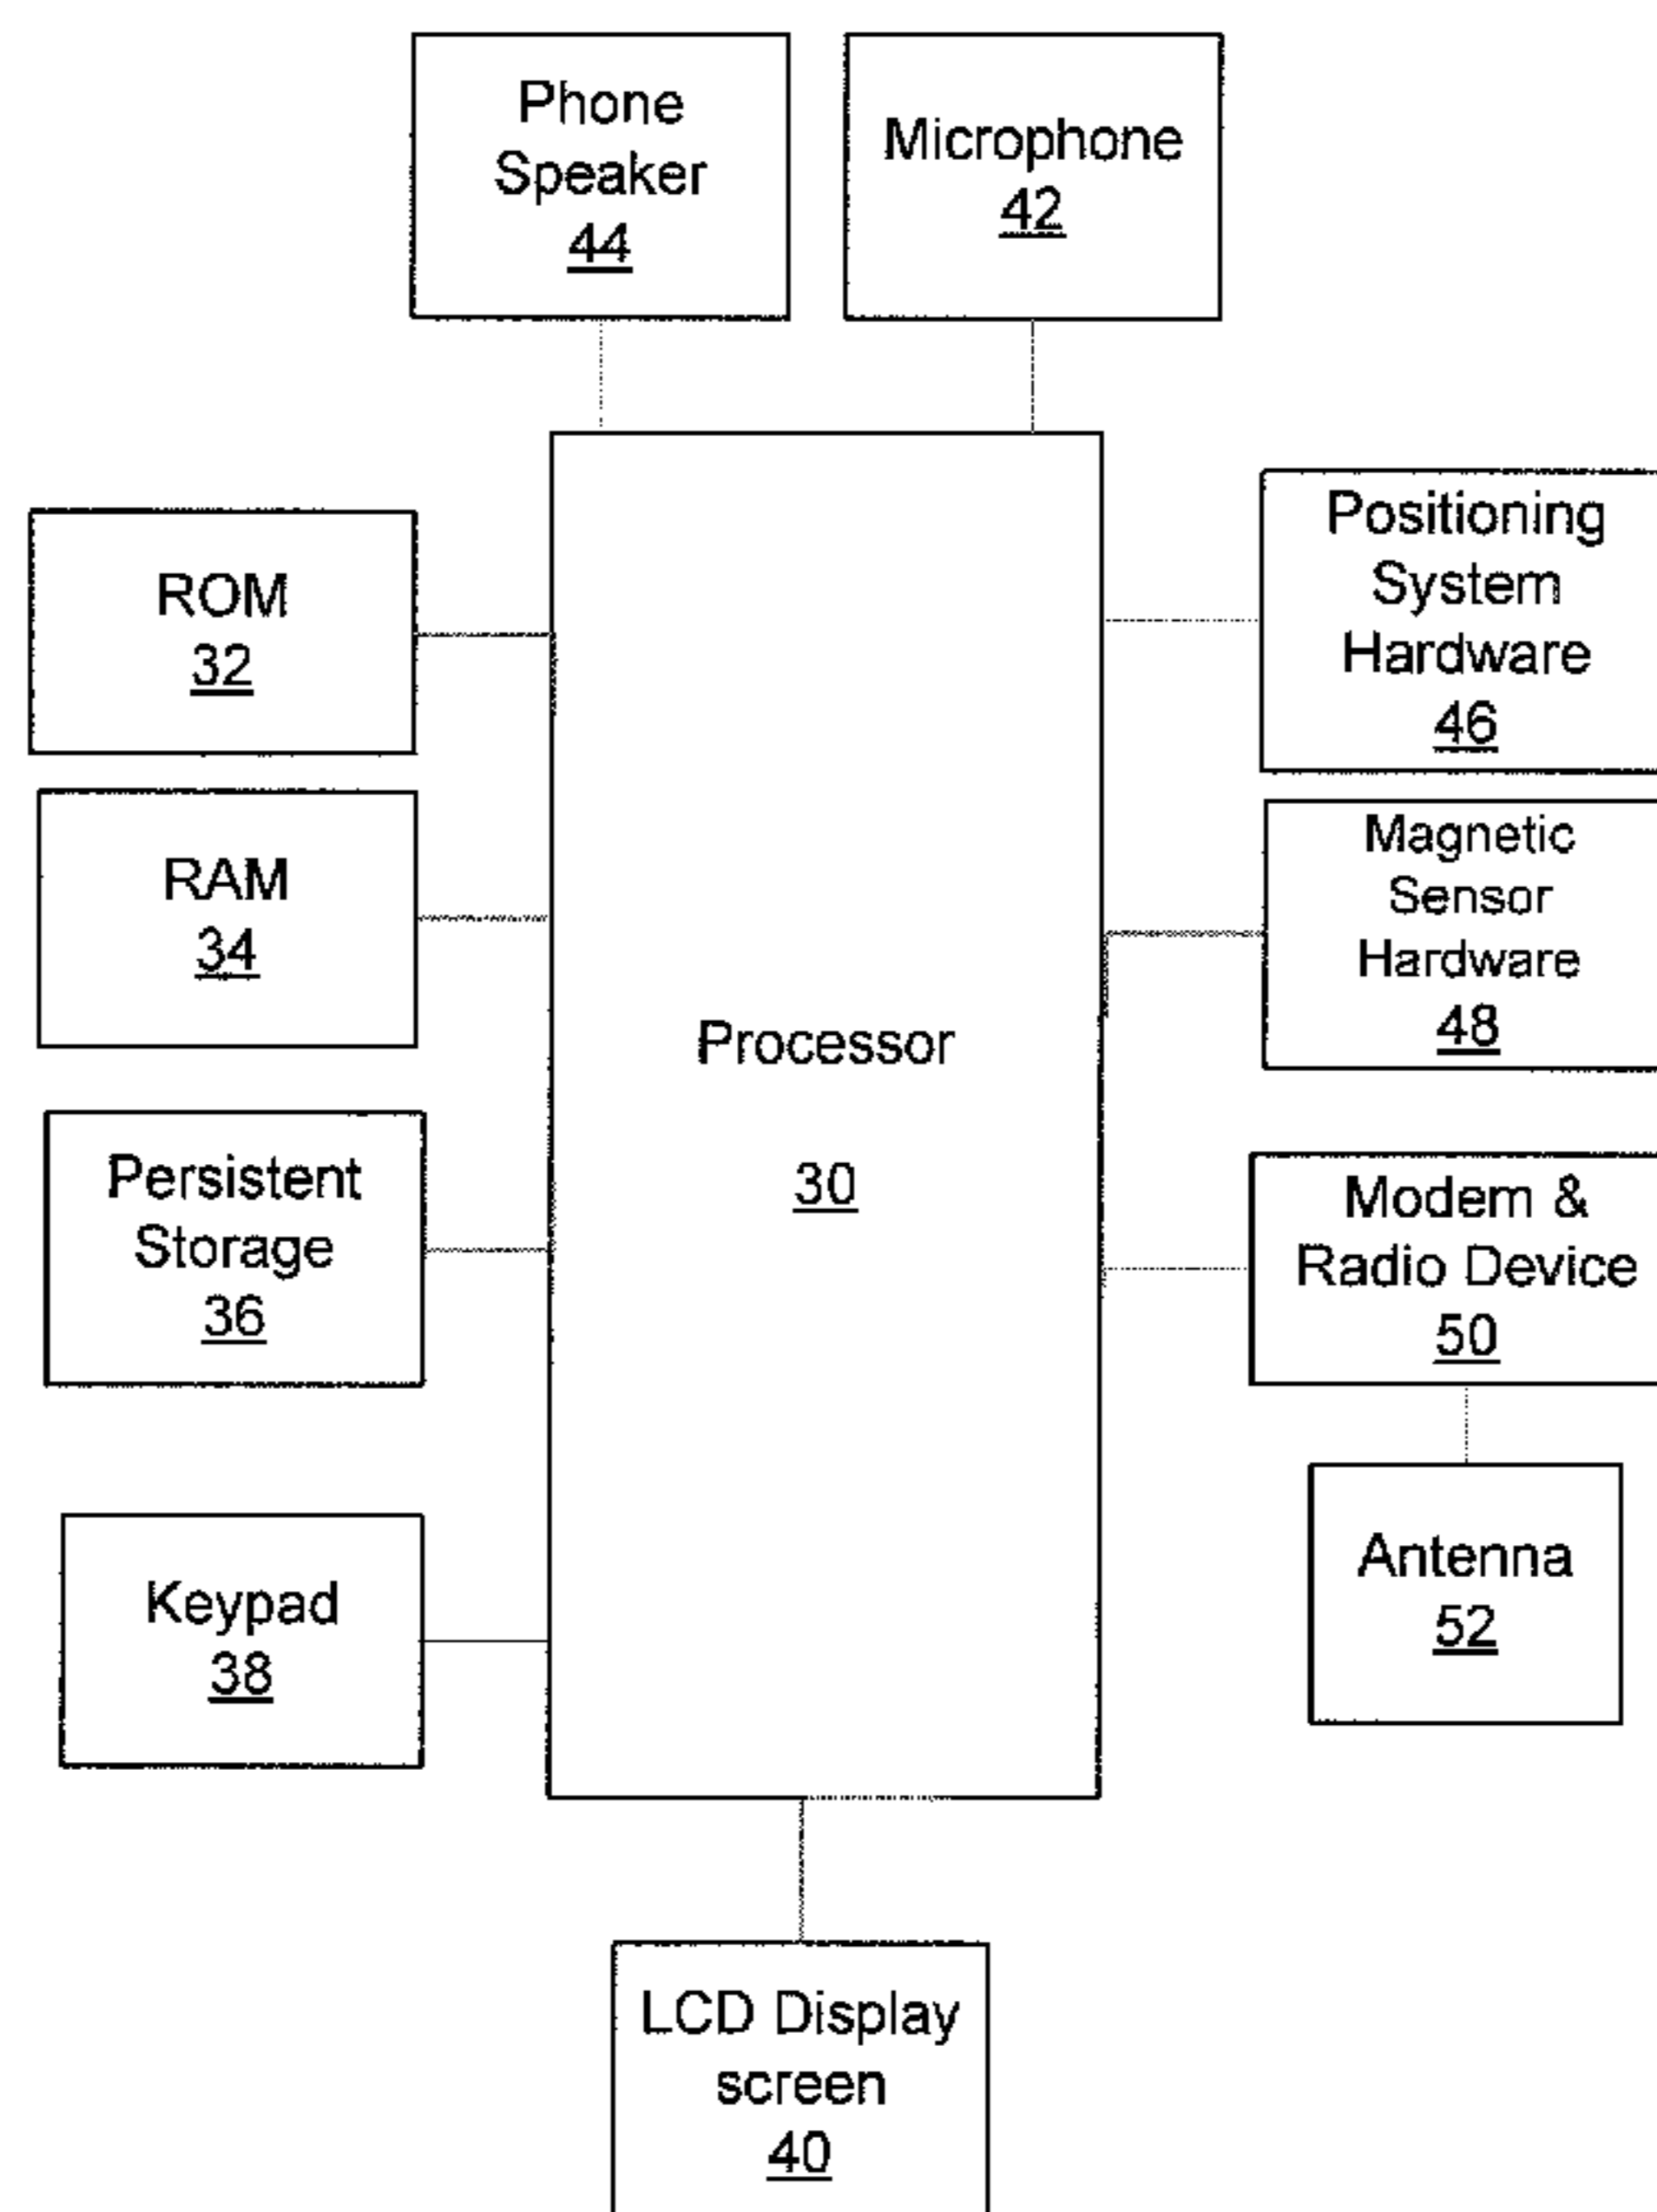 Phone
Speaker
44
Microphone
42
ROM
32
RAM
34
Persistent
Storage
36
Keypad
38
Processor
30
Positioning
System
Hardware
46
Magnetic
Sensor
Hardware
48
Modem &
Radio Device
50
Antenna
52
LCD Display
screen
40